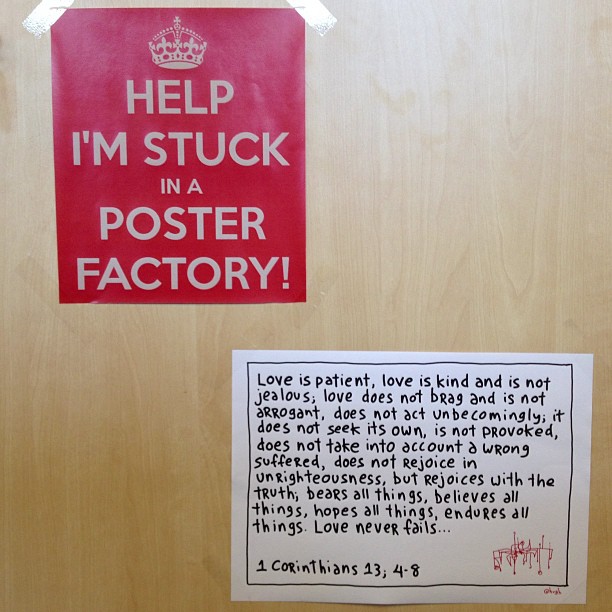 HELP
I'M STUCK
IN A
POSTER
FACTORY!
Love is patient, love is kind and is not
jealous; love does not brag and is not
arrogant, does not act unbecomingly; it
does not seek its own, is not provoked,
does not take into account a wrong
suffered, does not rejoice in
unrighteousness, but rejoices with the
truth; bears all things, believes all
things, hopes all things, endures all
things. Love never fails...
1 Corinthians 13; 4-8